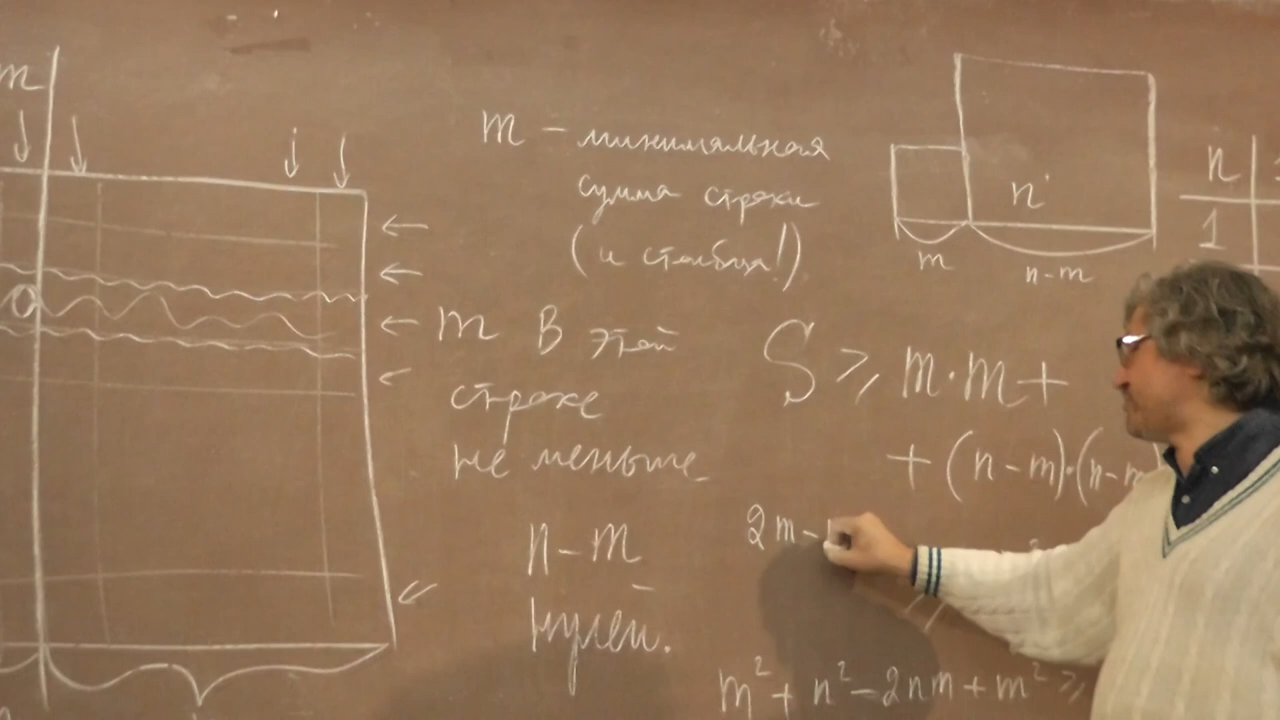 m
m – минимальная
сумма строки
(и столбца!)
m В этой
строке
не меньше
n-m
нулей.
n
m
n-m
n
1
S ≥ m·m +
+ (n-m)·(n-m
2m-
m² + n² - 2nm + m² ≥